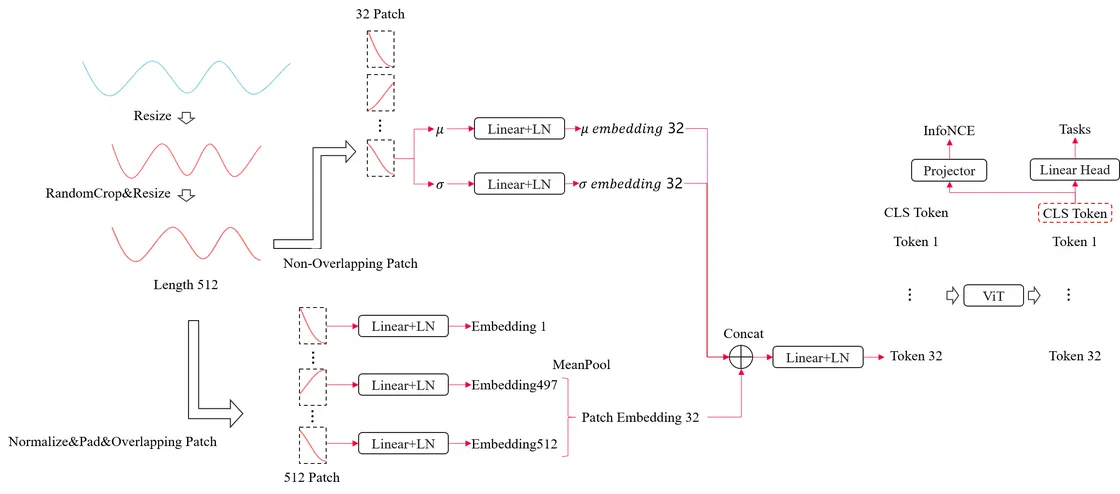 32 Patch
Resize
RandomCrop&Resize
Length 512
Non-Overlapping Patch
μ
Linear+LN
μ embedding 32
σ
Linear+LN
σ embedding 32
Normalize&Pad&Overlapping Patch
Linear+LN
Embedding 1
MeanPool
Linear+LN
Embedding497
Patch Embedding 32
Linear+LN
Embedding512
512 Patch
Concat
Linear+LN
InfoNCE
Tasks
Projector
Linear Head
CLS Token
CLS Token
Token 1
Token 1
ViT
Token 32
Token 32